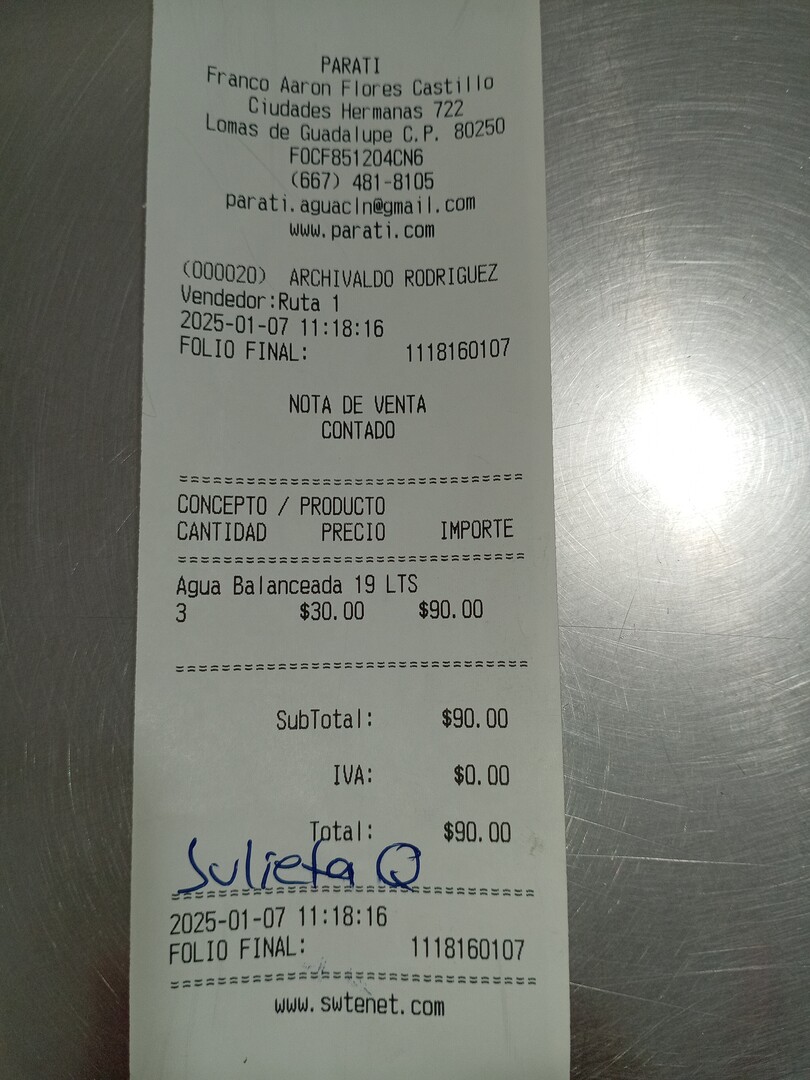 PARATI
Franco Aaron Flores Castillo
Ciudades Hermanas 722
Lomas de Guadalupe C.P. 80250
FOCF851204CN6
(667) 481-8105
parati.aguacln@gmail.com
www.parati.com
(000020) ARCHIVALDO RODRIGUEZ
Vendedor:Ruta 1
2025-01-07 11:18:16
FOLIO FINAL: 1118160107
NOTA DE VENTA
CONTADO
==============================
CONCEPTO / PRODUCTO
CANTIDAD PRECIO IMPORTE
==============================
Agua Balanceada 19 LTS
3 $30.00 $90.00
==============================
SubTotal: $90.00
IVA: $0.00
Total: $90.00
Julieta Q
==============================
2025-01-07 11:18:16
FOLIO FINAL: 1118160107
==============================
www.swtenet.com